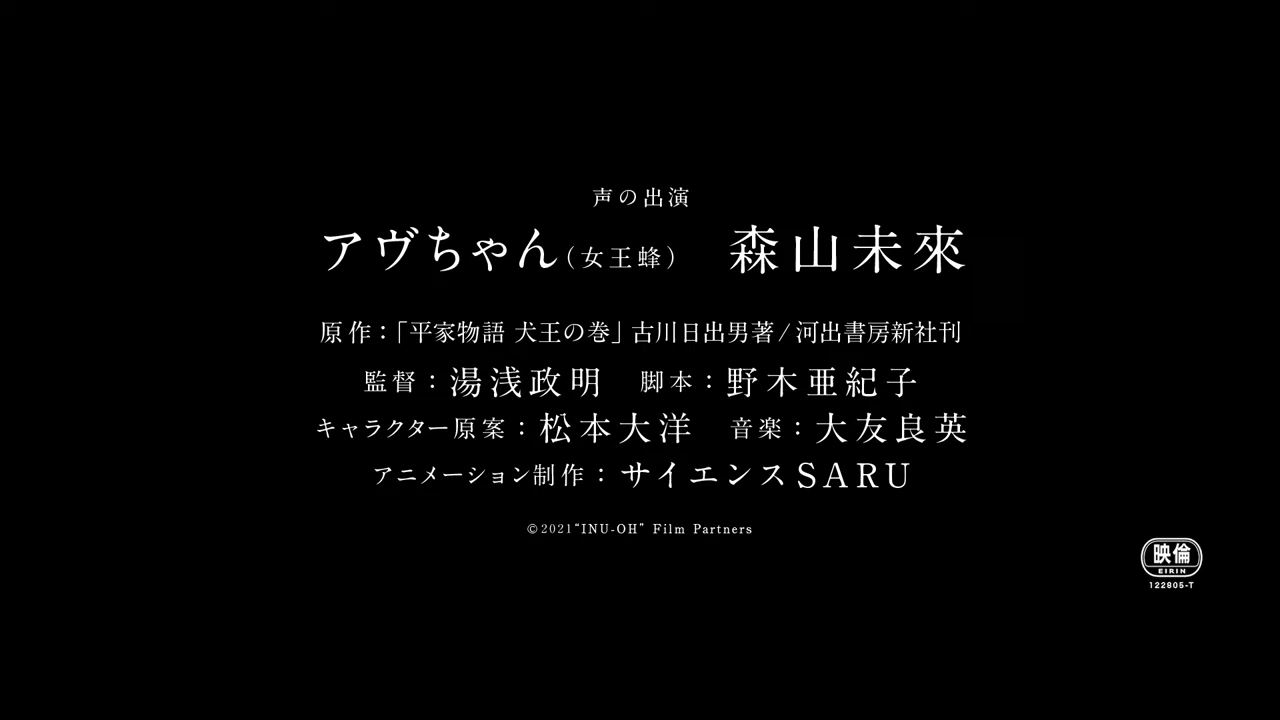 声の出演
アヴちゃん（女王蜂） 森山未來
原作：「平家物語 犬王の巻」古川日出男著/河出書房新社刊
監督：湯浅政明 脚本：野木亜紀子
キャラクター原案：松本大洋 音楽：大友良英
アニメーション制作：サイエンスSARU
©2021“INU-OH” Film Partners
映倫
EIRIN
122805-T